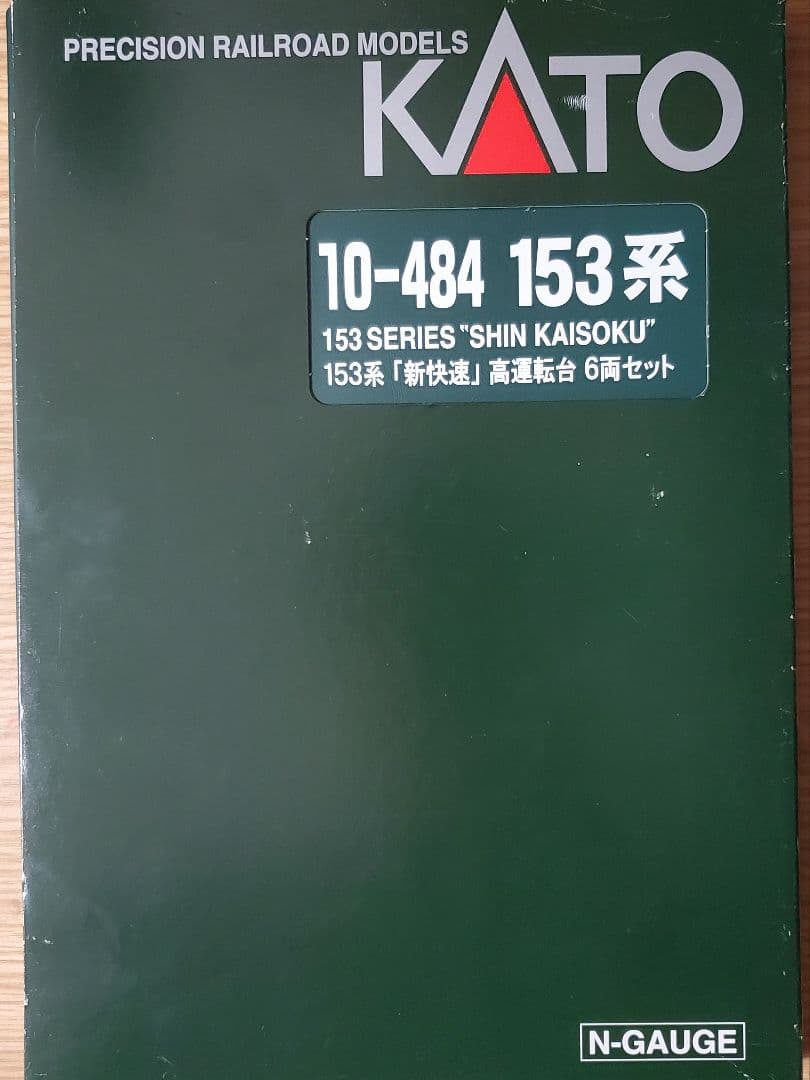 PRECISION RAILROAD MODELS
KATO
10-484 153系
153 SERIES "SHIN KAISOKU"
153系「新快速」高運転台 6両セット
N-GAUGE